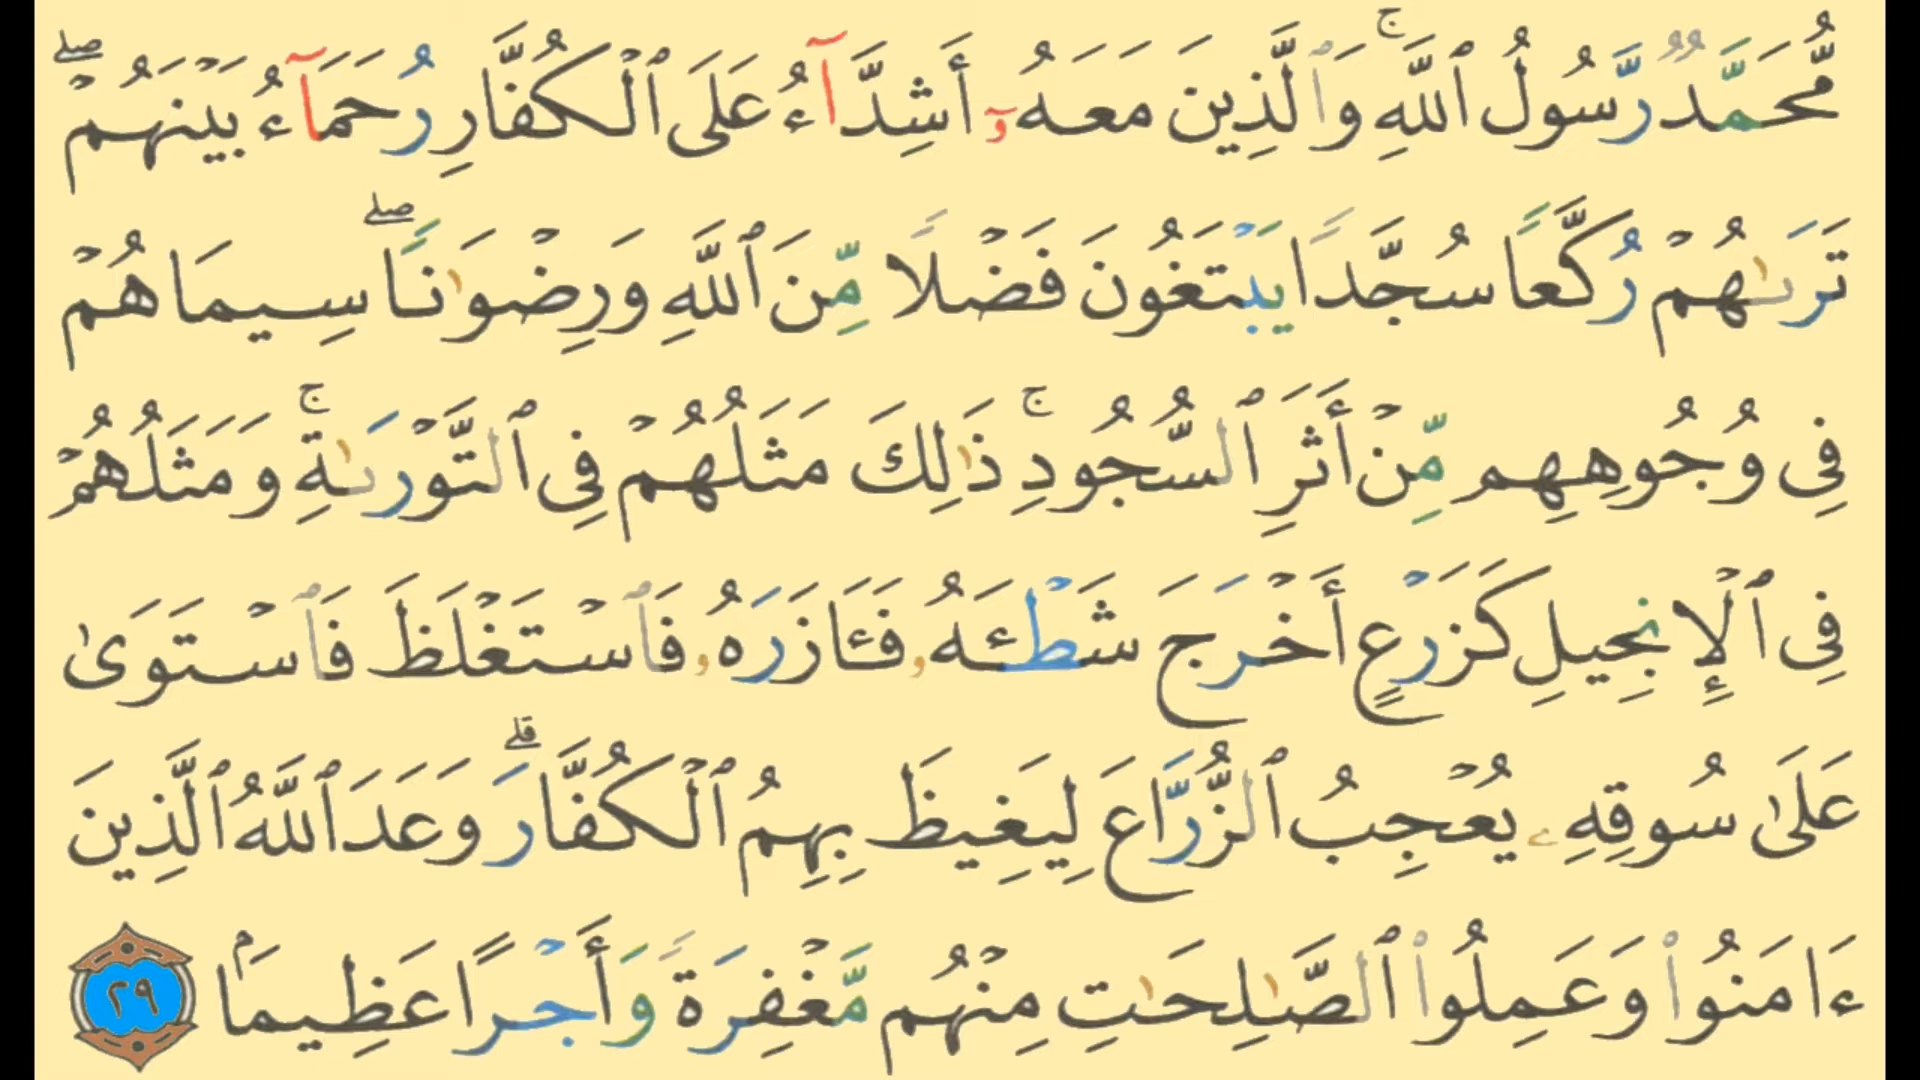 مُّحَمَّدٌ رَّسُولُ ٱللَّهِ ۚ وَٱلَّذِينَ مَعَهُۥٓ أَشِدَّآءُ عَلَى ٱلْكُفَّارِ رُحَمَآءُ بَيْنَهُمْ ۖ
تَرَىٰهُمْ رُكَّعًا سُجَّدًا يَبْتَغُونَ فَضْلًا مِّنَ ٱللَّهِ وَرِضْوَٰنًا ۖ سِيمَاهُمْ
فِى وُجُوهِهِم مِّنْ أَثَرِ ٱلسُّجُودِ ۚ ذَٰلِكَ مَثَلُهُمْ فِى ٱلتَّوْرَىٰةِ ۚ وَمَثَلُهُمْ
فِى ٱلْإِنجِيلِ كَزَرْعٍ أَخْرَجَ شَطْـَٔهُۥ فَـَٔازَرَهُۥ فَٱسْتَغْلَظَ فَٱسْتَوَىٰ
عَلَىٰ سُوقِهِۦ يُعْجِبُ ٱلزُّرَّاعَ لِيَغِيظَ بِهِمُ ٱلْكُفَّارَ ۗ وَعَدَ ٱللَّهُ ٱلَّذِينَ
ءَامَنُوا۟ وَعَمِلُوا۟ ٱلصَّـٰلِحَـٰتِ مِنْهُم مَّغْفِرَةً وَأَجْرًا عَظِيمًۢا ٢٩